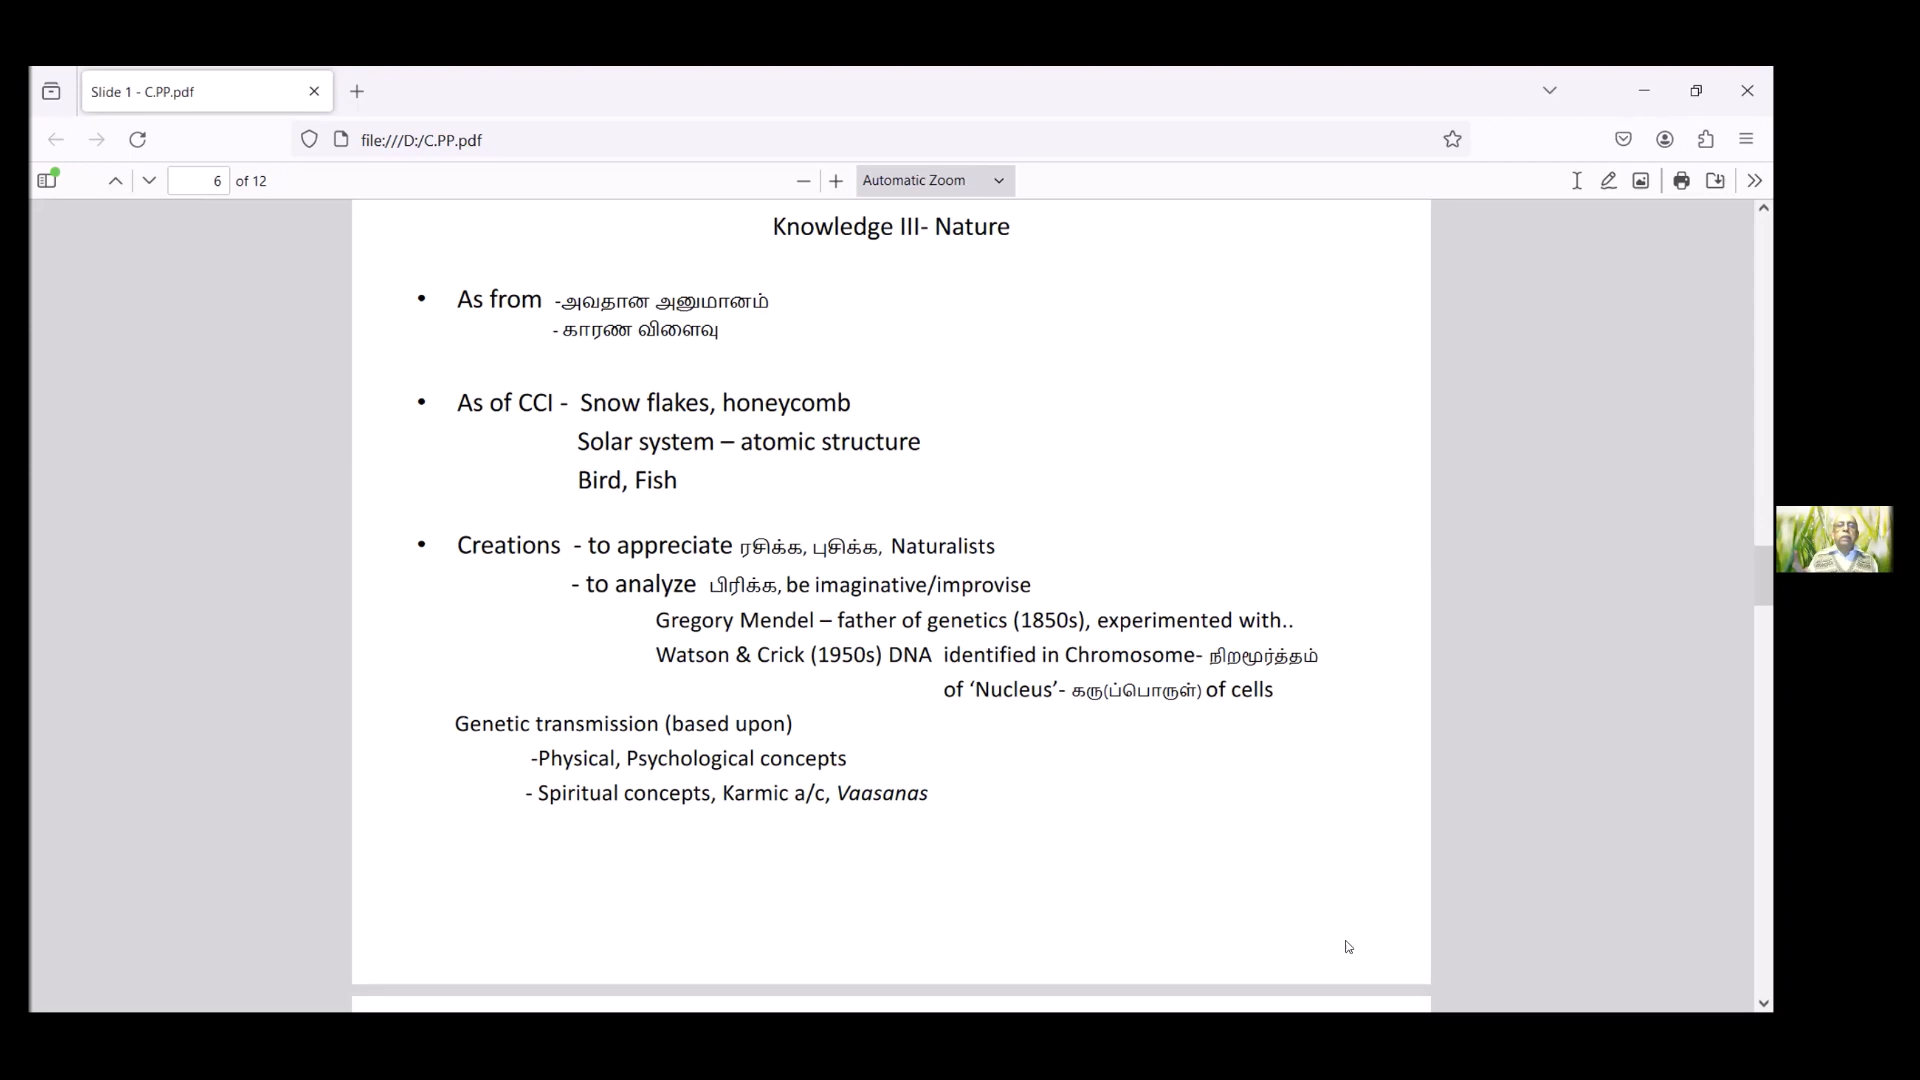 Slide 1 - C.PP.pdf
file:///D:/C.PP.pdf
6 of 12
Automatic Zoom
Knowledge III- Nature
• As from -அவதான அனுமானம்
- காரண விளைவு
• As of CCI - Snow flakes, honeycomb
Solar system – atomic structure
Bird, Fish
• Creations - to appreciate ரசிக்க, புசிக்க, Naturalists
- to analyze பிரிக்க, be imaginative/improvise
Gregory Mendel – father of genetics (1850s), experimented with..
Watson & Crick (1950s) DNA identified in Chromosome- நிறமூர்த்தம்
of ‘Nucleus’- கரு(ப்பொருள்) of cells
Genetic transmission (based upon)
-Physical, Psychological concepts
- Spiritual concepts, Karmic a/c, Vaasanas